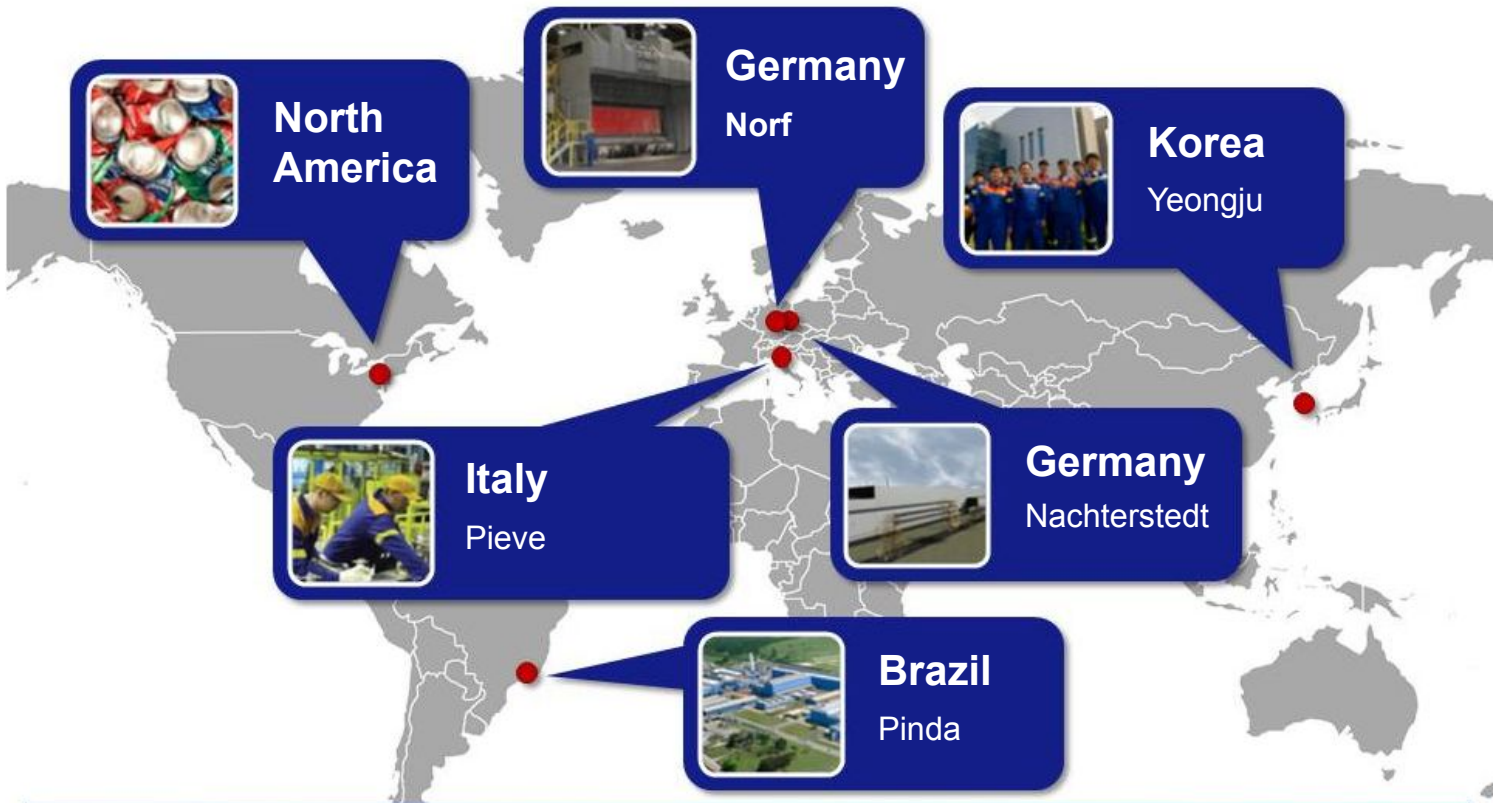 North
America
Germany
Norf
Korea
Yeongju
Italy
Pieve
Germany
Nachterstedt
Brazil
Pinda